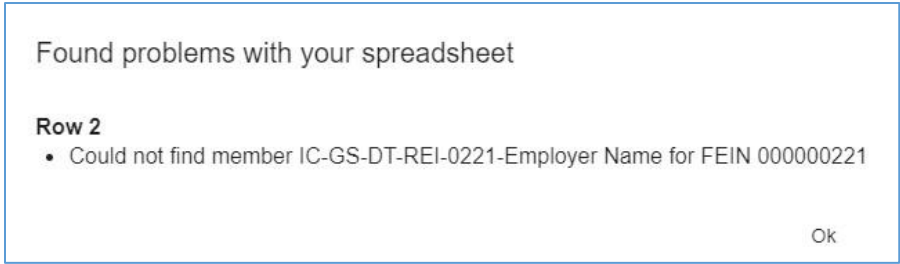 Found problems with your spreadsheet
Row 2
• Could not find member IC-GS-DT-REI-0221-Employer Name for FEIN 000000221
Ok